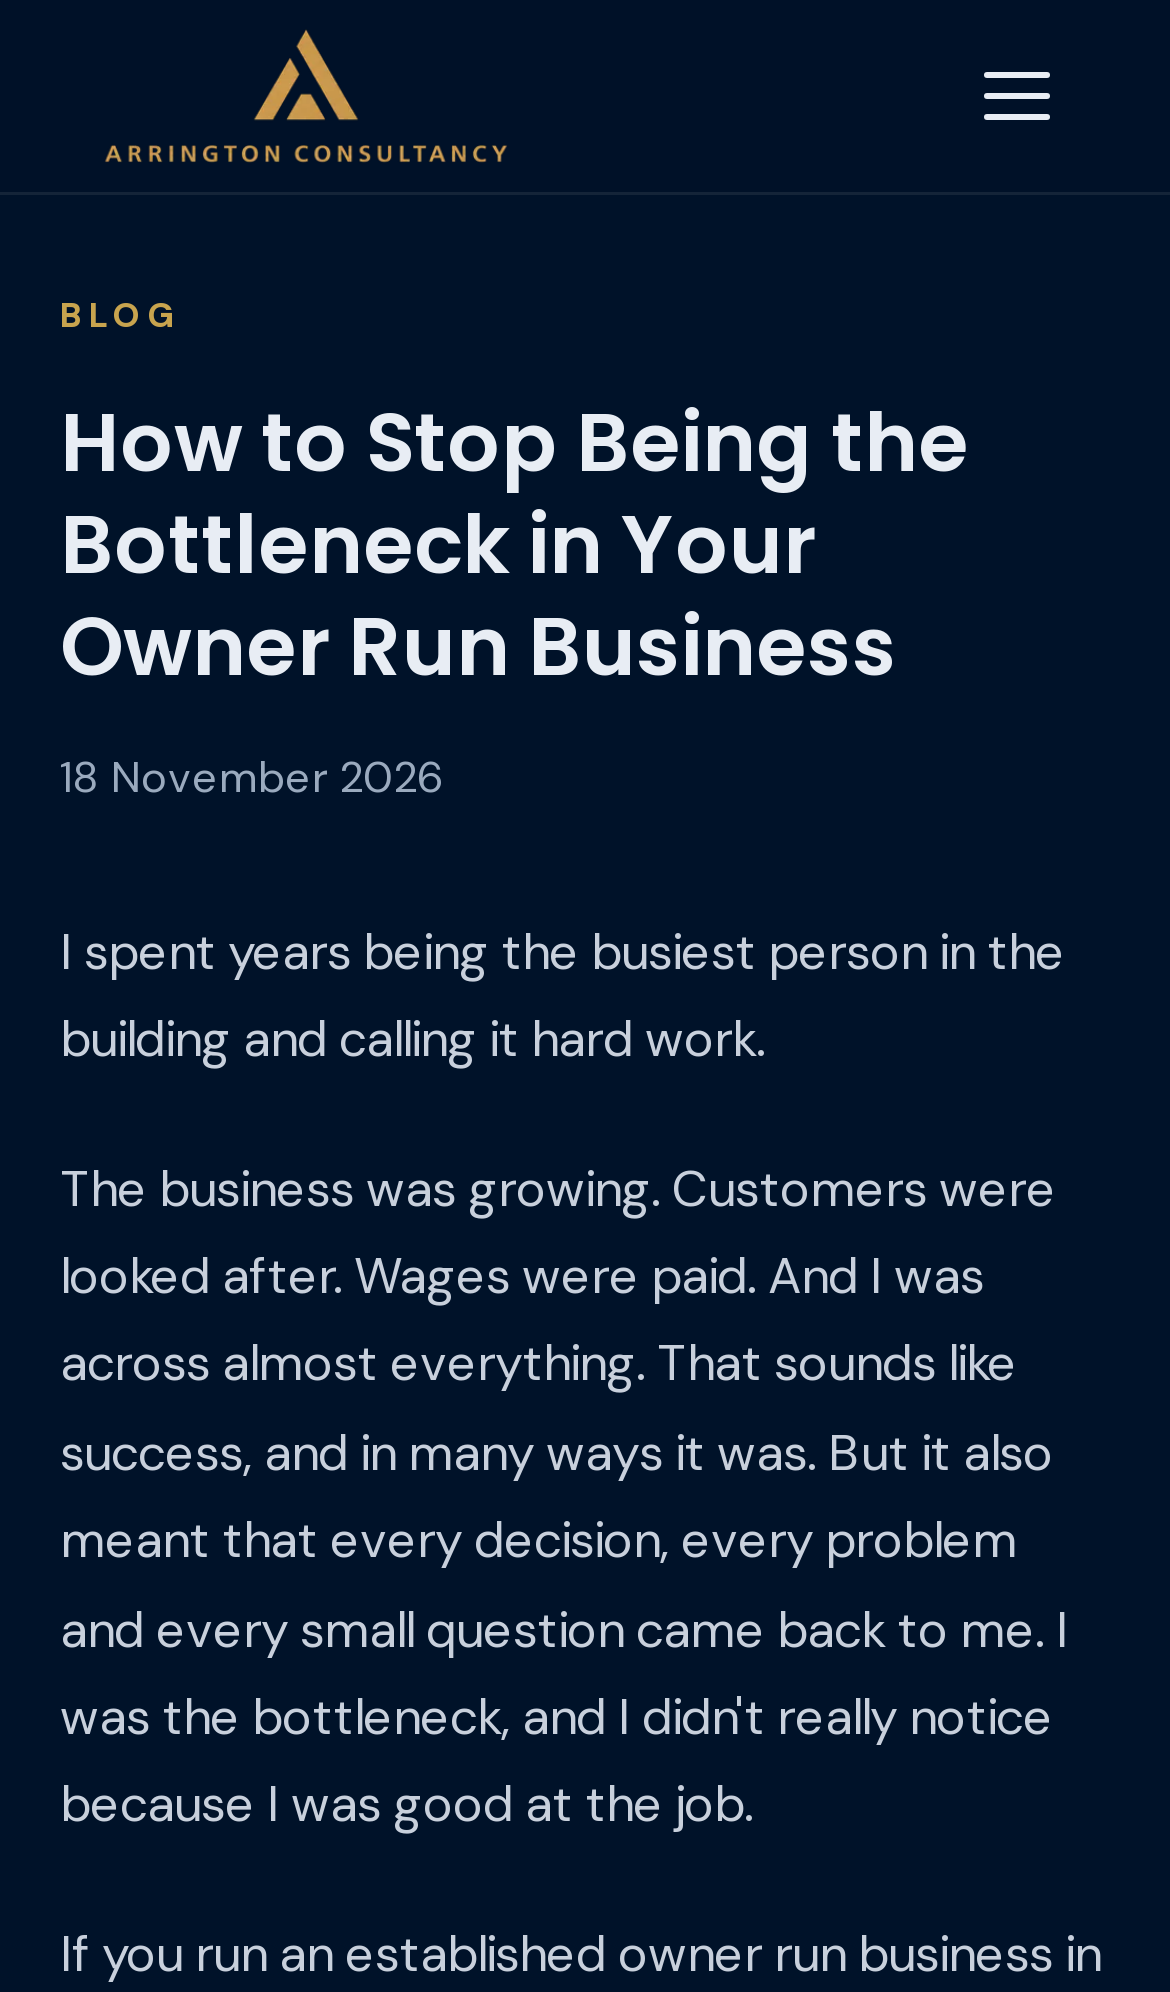 ARRINGTON CONSULTANCY
BLOG
How to Stop Being the
Bottleneck in Your
Owner Run Business
18 November 2026
I spent years being the busiest person in the
building and calling it hard work.
The business was growing. Customers were
looked after. Wages were paid. And I was
across almost everything. That sounds like
success, and in many ways it was. But it also
meant that every decision, every problem
and every small question came back to me. I
was the bottleneck, and I didn't really notice
because I was good at the job.
If you run an established owner run business in